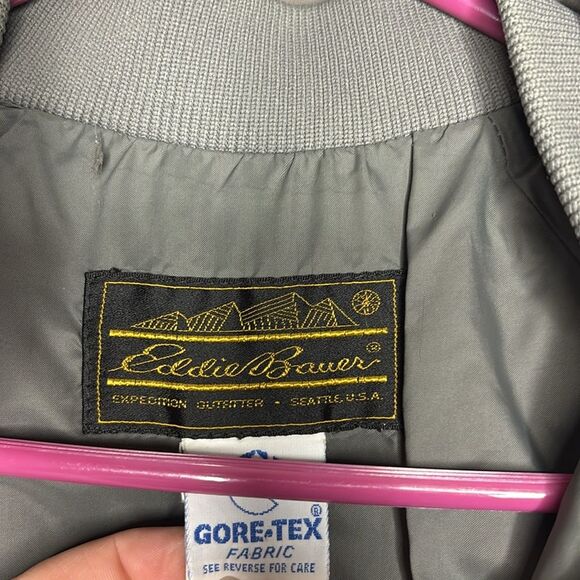 Eddie Bauer®
EXPEDITION OUTFITTER • SEATTLE, U.S.A.
GORE-TEX®
FABRIC
SEE REVERSE FOR CARE